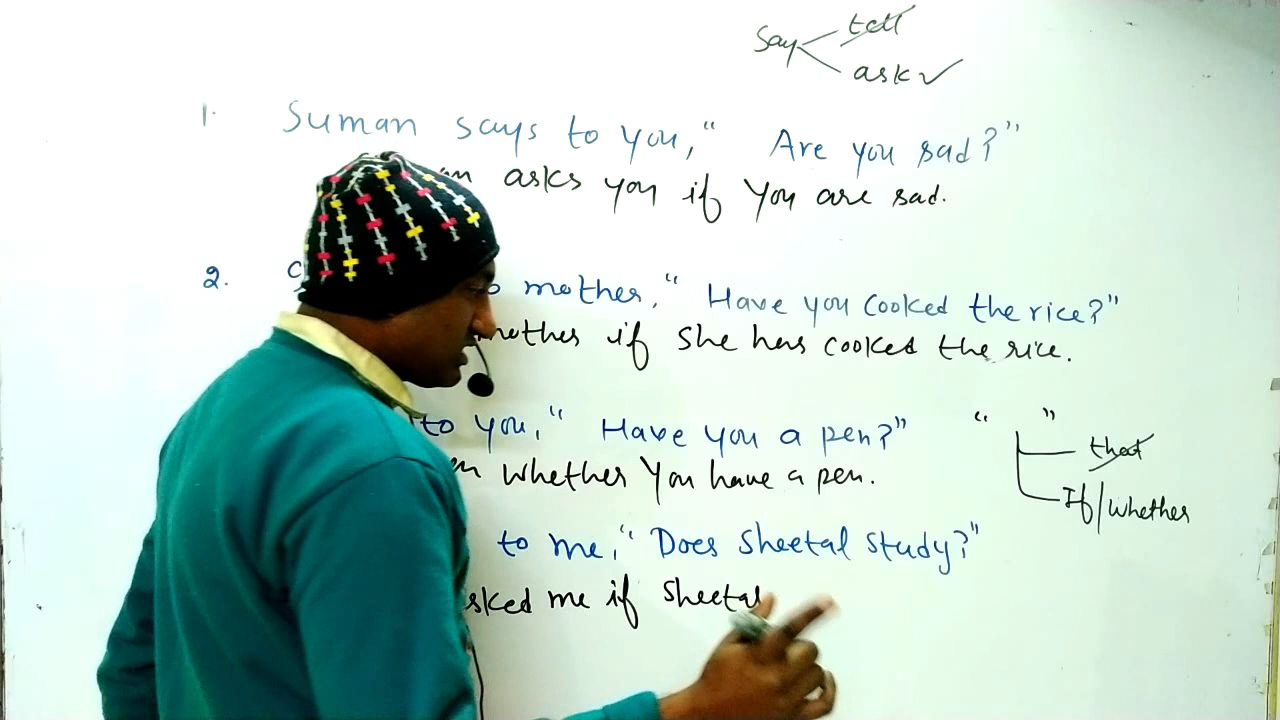 Say tell
ask ✓
1. Suman says to you, " Are you sad?"
asks you if you are sad.
2. mother, " Have you cooked the rice?"
mother if she has cooked the rice.
to you, " Have you a pen?"
whether you have a pen.
" "
that
If/whether
to me, " Does Sheetal study?"
asked me if Sheetal